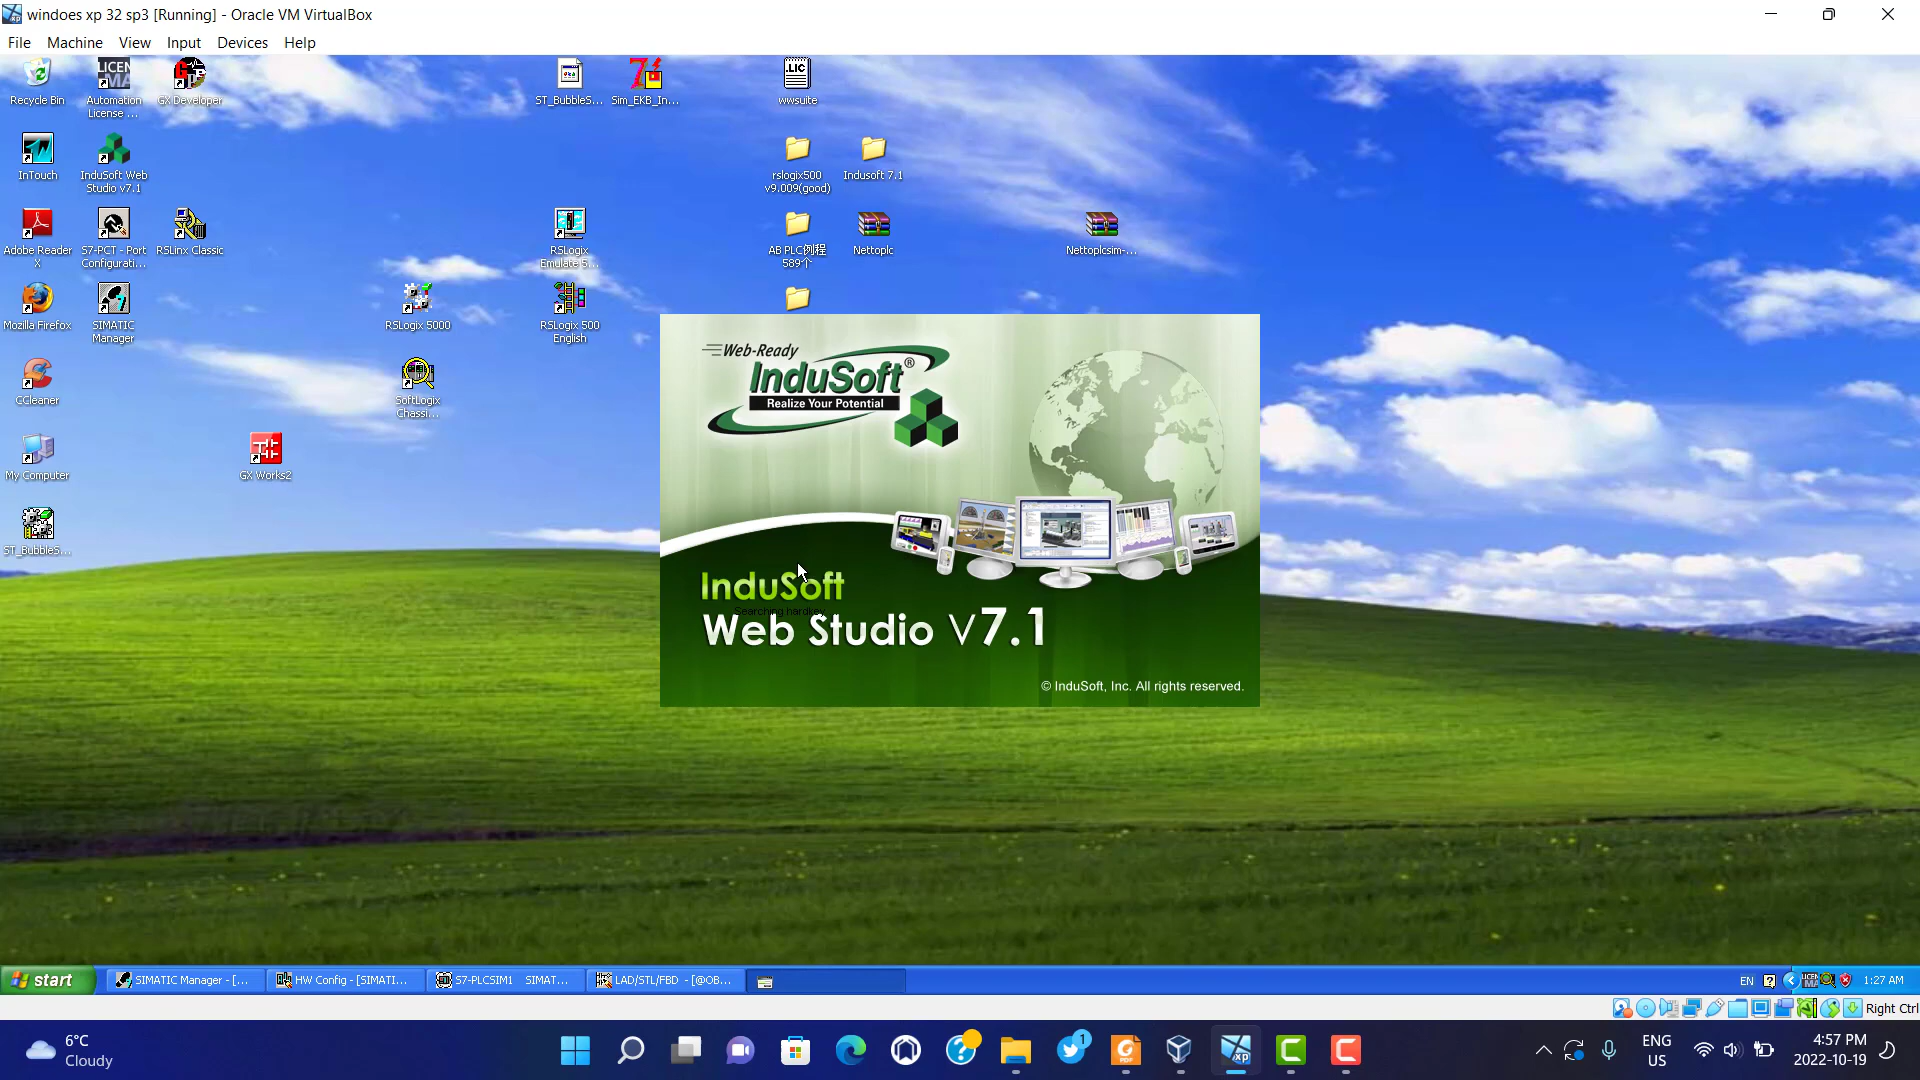 windoes xp 32 sp3 [Running] - Oracle VM VirtualBox
File Machine View Input Devices Help
Recycle Bin
Automation
License ...
GX Developer
ST_BubbleS...
Sim_EKB_In...
.LIC
wwsuite
InTouch
InduSoft Web
Studio v7.1
rslogix500
v9.009(good)
Indusoft 7.1
Adobe Reader
X
S7-PCT - Port
Configurati...
RSLinx Classic
RSLogix
Emulate 5...
AB PLC例程
589个
Nettoplc
Nettoplcsim-...
Mozilla Firefox
SIMATIC
Manager
RSLogix 5000
RSLogix 500
English
CCleaner
SoftLogix
Chassi...
My Computer
GX Works2
ST_BubbleS...
Web-Ready
InduSoft®
Realize Your Potential
InduSoft
Searching hardkey
Web Studio V7.1
© InduSoft, Inc. All rights reserved.
start
SIMATIC Manager - [...
HW Config - [SIMATI...
S7-PLCSIM1 SIMAT...
LAD/STL/FBD - [@OB...
EN
1:27 AM
Right Ctrl
6°C
Cloudy
1
ENG
US
4:57 PM
2022-10-19